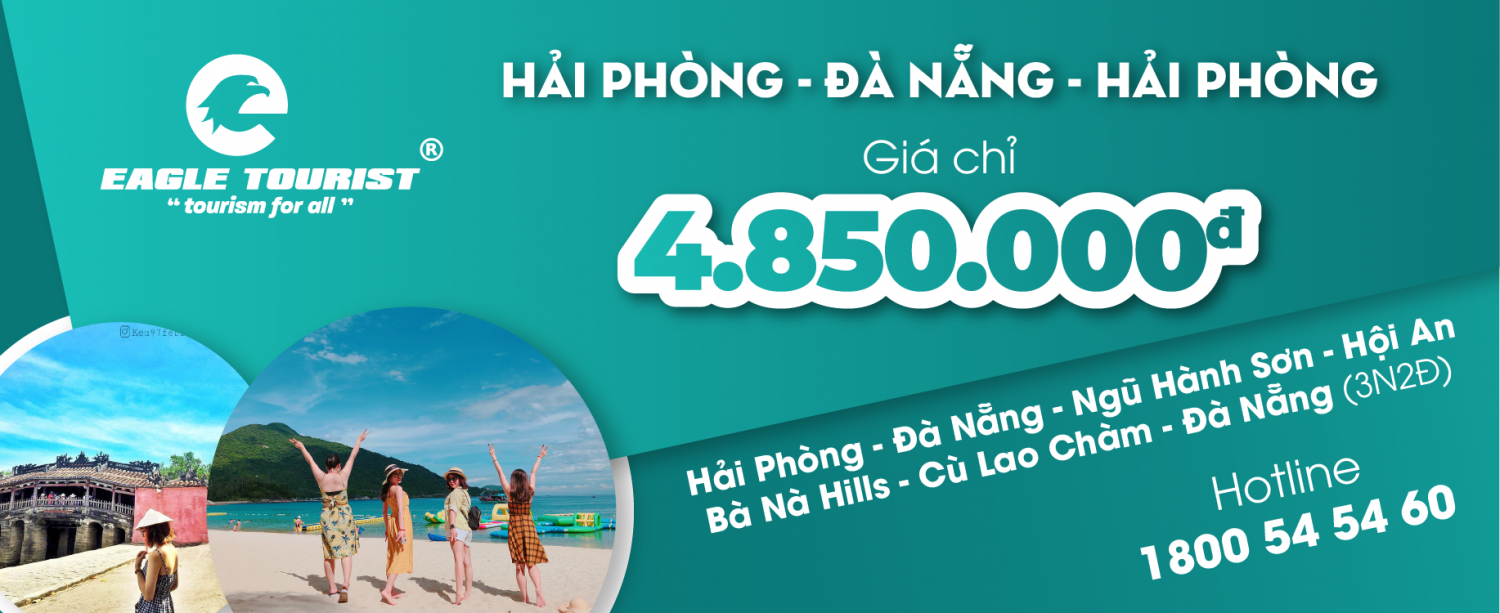 EAGLE TOURIST ®
“ tourism for all ”
HẢI PHÒNG - ĐÀ NẴNG - HẢI PHÒNG
Giá chỉ
4.850.000đ
Hải Phòng - Đà Nẵng - Ngũ Hành Sơn - Hội An
Bà Nà Hills - Cù Lao Chàm - Đà Nẵng (3N2Đ)
Hotline
1800 54 54 60